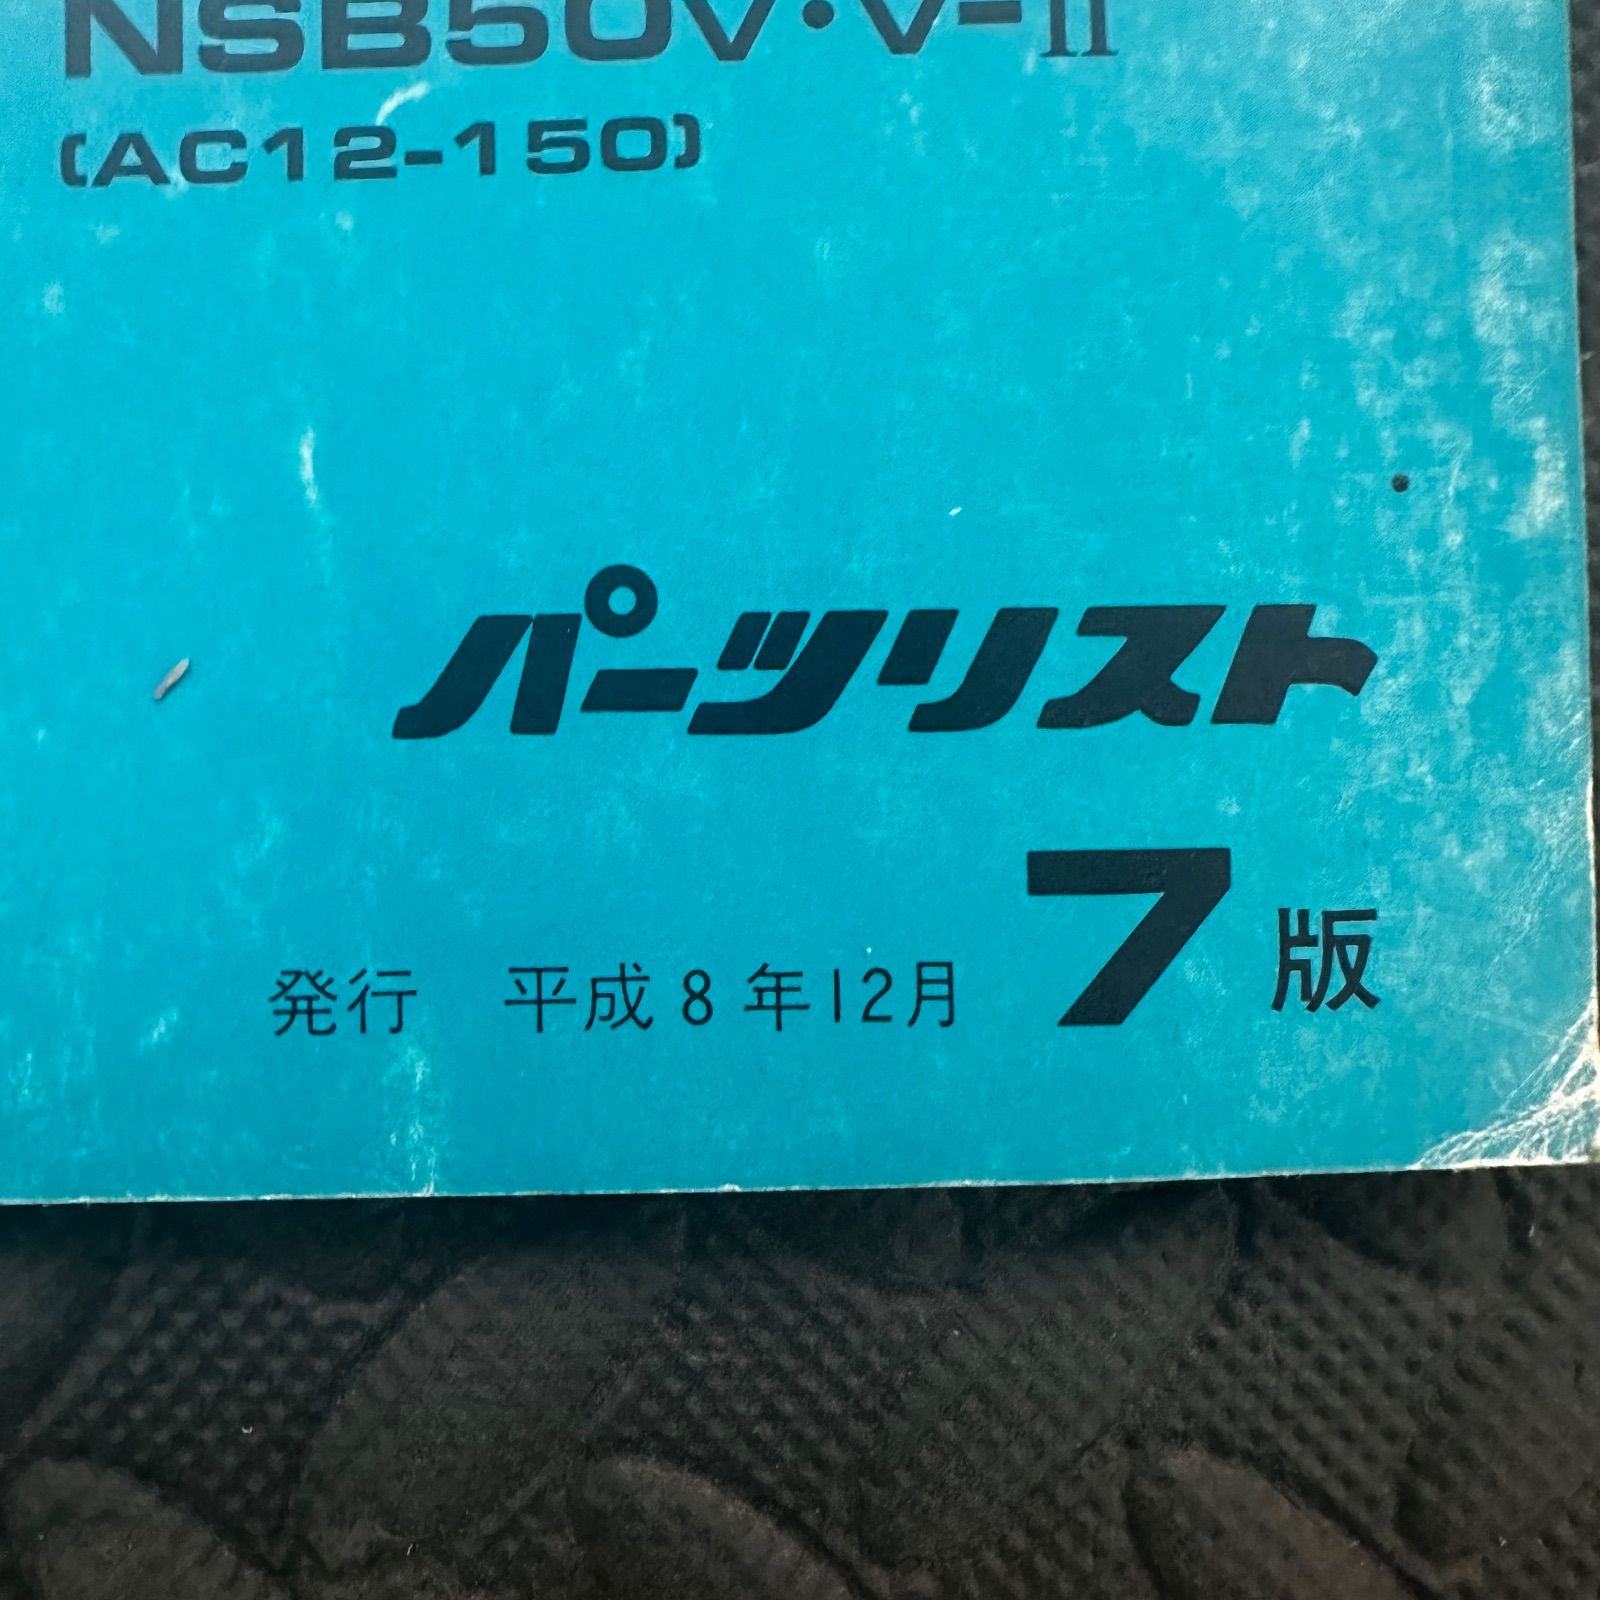 NSB50V・V-II
(AC12-150)
パーツリスト
発行 平成8年12月 7版